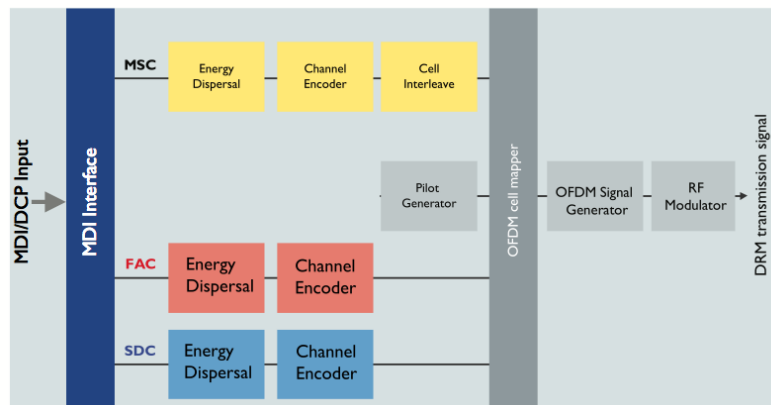 MDI/DCP Input
MDI Interface
MSC
Energy
Dispersal
Channel
Encoder
Cell
Interleave
Pilot
Generator
FAC
Energy
Dispersal
Channel
Encoder
SDC
Energy
Dispersal
Channel
Encoder
OFDM cell mapper
OFDM Signal
Generator
RF
Modulator
DRM transmission signal